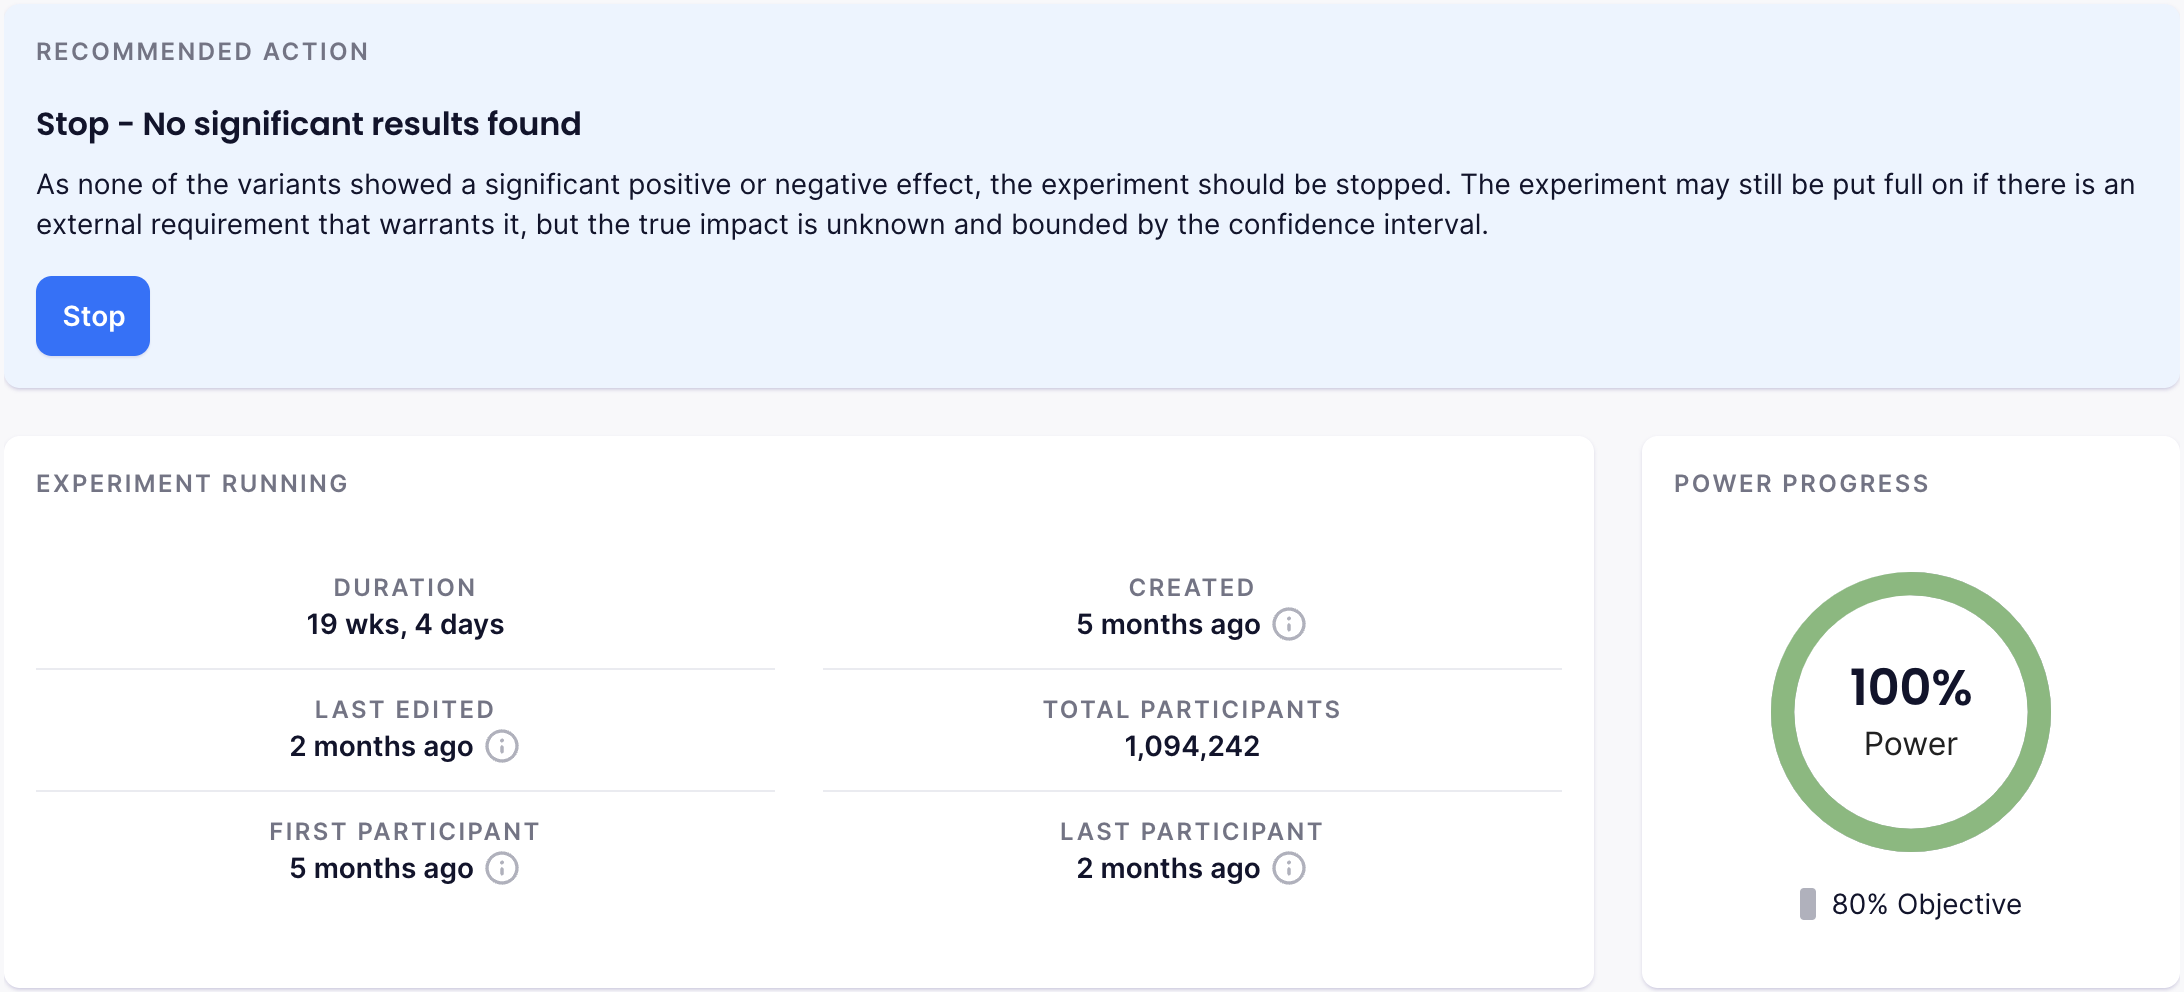 RECOMMENDED ACTION
Stop - No significant results found
As none of the variants showed a significant positive or negative effect, the experiment should be stopped. The experiment may still be put full on if there is an
external requirement that warrants it, but the true impact is unknown and bounded by the confidence interval.
Stop
EXPERIMENT RUNNING
DURATION
19 wks, 4 days
CREATED
5 months ago
LAST EDITED
2 months ago
TOTAL PARTICIPANTS
1,094,242
FIRST PARTICIPANT
5 months ago
LAST PARTICIPANT
2 months ago
POWER PROGRESS
100%
Power
80% Objective